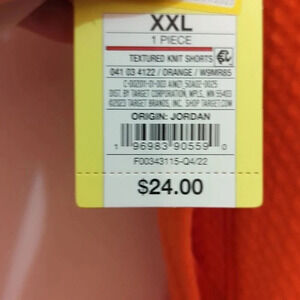 XXL
1 PIECE
TEXTURED KNIT SHORTS
041 03 4122 / ORANGE / W9MR85
DIST. BY TARGET CORPORATION, MPLS, MN 55403
©2023 TARGET BRANDS, INC. SHOP TARGET.COM
ORIGIN: JORDAN
1 96983 90559 0
F00343115-Q4/22
$24.00